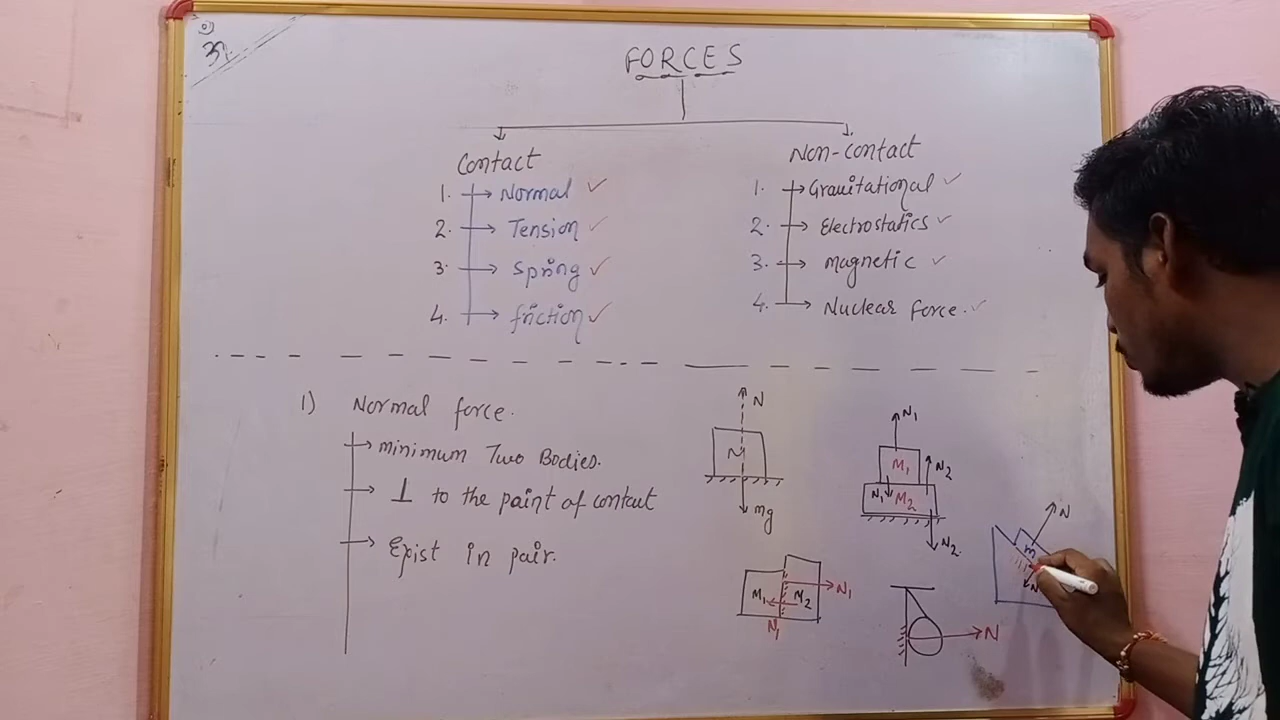 FORCES
Contact
1. Normal
2. Tension
3. Spring
4. friction
Non-contact
1. Gravitational
2. Electrostatics
3. magnetic
4. Nuclear force.
1) Normal force.
minimum Two Bodies.
⊥ to the point of contact
Exist in pair.
N
N
mg
N1
M1
N2
N1
M2
N2.
N
m
N
M1
M2
N1
N1
N